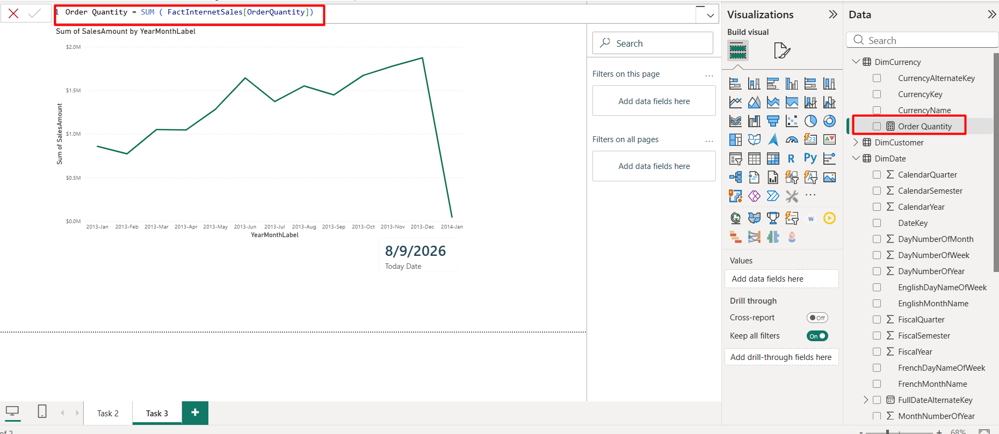 1 Order Quantity = SUM ( FactInternetSales[OrderQuantity])
Sum of SalesAmount by YearMonthLabel
$2.0M
$1.5M
$1.0M
$0.5M
$0.0M
Sum of SalesAmount
2013-Jan 2013-Feb 2013-Mar 2013-Apr 2013-May 2013-Jun 2013-Jul 2013-Aug 2013-Sep 2013-Oct 2013-Nov 2013-Dec 2014-Jan
YearMonthLabel
8/9/2026
Today Date
Search
Filters on this page ...
Add data fields here
Filters on all pages ...
Add data fields here
Visualizations
Build visual
123
R Py
...
W
Values
Add data fields here
Drill through
Cross-report Off
Keep all filters On
Add drill-through fields here
Data
Search
DimCurrency
CurrencyAlternateKey
CurrencyKey
CurrencyName
Order Quantity
DimCustomer
DimDate
CalendarQuarter
CalendarSemester
CalendarYear
DateKey
DayNumberOfMonth
DayNumberOfWeek
DayNumberOfYear
EnglishDayNameOfWeek
EnglishMonthName
FiscalQuarter
FiscalSemester
FiscalYear
FrenchDayNameOfWeek
FrenchMonthName
FullDateAlternateKey
MonthNumberOfYear
Task 2
Task 3
+
of 2
- + 68%